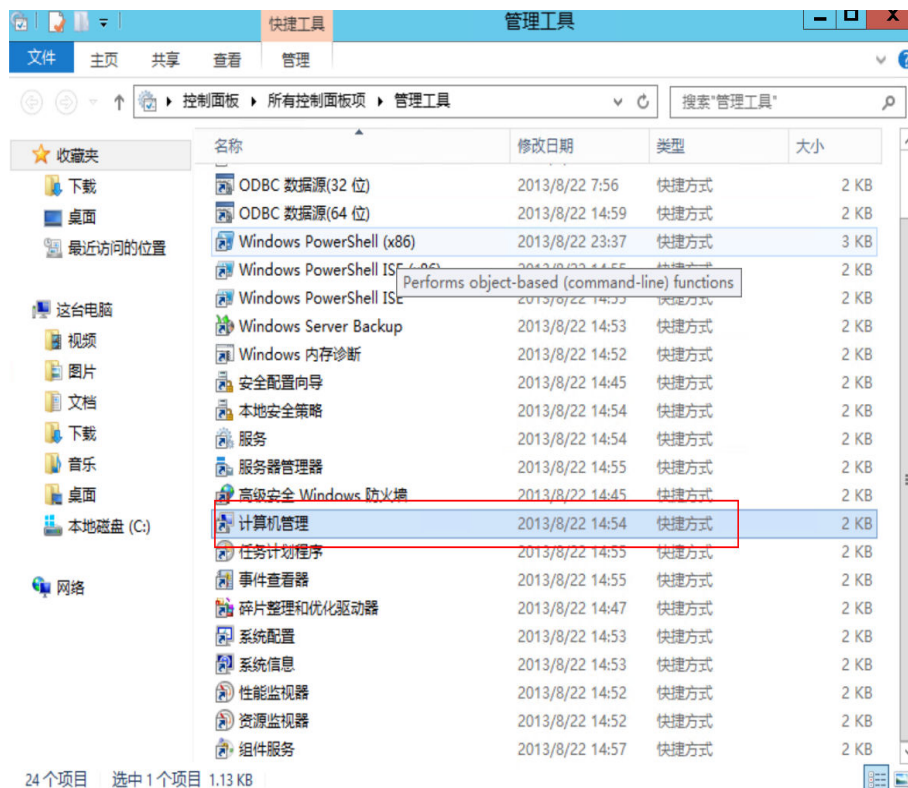 快捷工具
管理工具
文件 主页 共享 查看 管理
控制面板 所有控制面板项 管理工具
搜索"管理工具"
名称 修改日期 类型 大小
收藏夹
下载
桌面
最近访问的位置
这台电脑
视频
图片
文档
下载
音乐
桌面
本地磁盘 (C:)
网络
ODBC 数据源(32 位) 2013/8/22 7:56 快捷方式 2 KB
ODBC 数据源(64 位) 2013/8/22 14:59 快捷方式 2 KB
Windows PowerShell (x86) 2013/8/22 23:37 快捷方式 3 KB
Windows PowerShell ISE (x86) 2013/8/22 14:55 快捷方式 2 KB
Performs object-based (command-line) functions
Windows PowerShell ISE 2013/8/22 14:55 快捷方式 2 KB
Windows Server Backup 2013/8/22 14:53 快捷方式 2 KB
Windows 内存诊断 2013/8/22 14:52 快捷方式 2 KB
安全配置向导 2013/8/22 14:45 快捷方式 2 KB
本地安全策略 2013/8/22 14:54 快捷方式 2 KB
服务 2013/8/22 14:54 快捷方式 2 KB
服务器管理器 2013/8/22 14:55 快捷方式 2 KB
高级安全 Windows 防火墙 2013/8/22 14:45 快捷方式 2 KB
计算机管理 2013/8/22 14:54 快捷方式 2 KB
任务计划程序 2013/8/22 14:55 快捷方式 2 KB
事件查看器 2013/8/22 14:55 快捷方式 2 KB
碎片整理和优化驱动器 2013/8/22 14:47 快捷方式 2 KB
系统配置 2013/8/22 14:53 快捷方式 2 KB
系统信息 2013/8/22 14:53 快捷方式 2 KB
性能监视器 2013/8/22 14:52 快捷方式 2 KB
资源监视器 2013/8/22 14:52 快捷方式 2 KB
组件服务 2013/8/22 14:57 快捷方式 2 KB
24 个项目 选中 1 个项目 1.13 KB